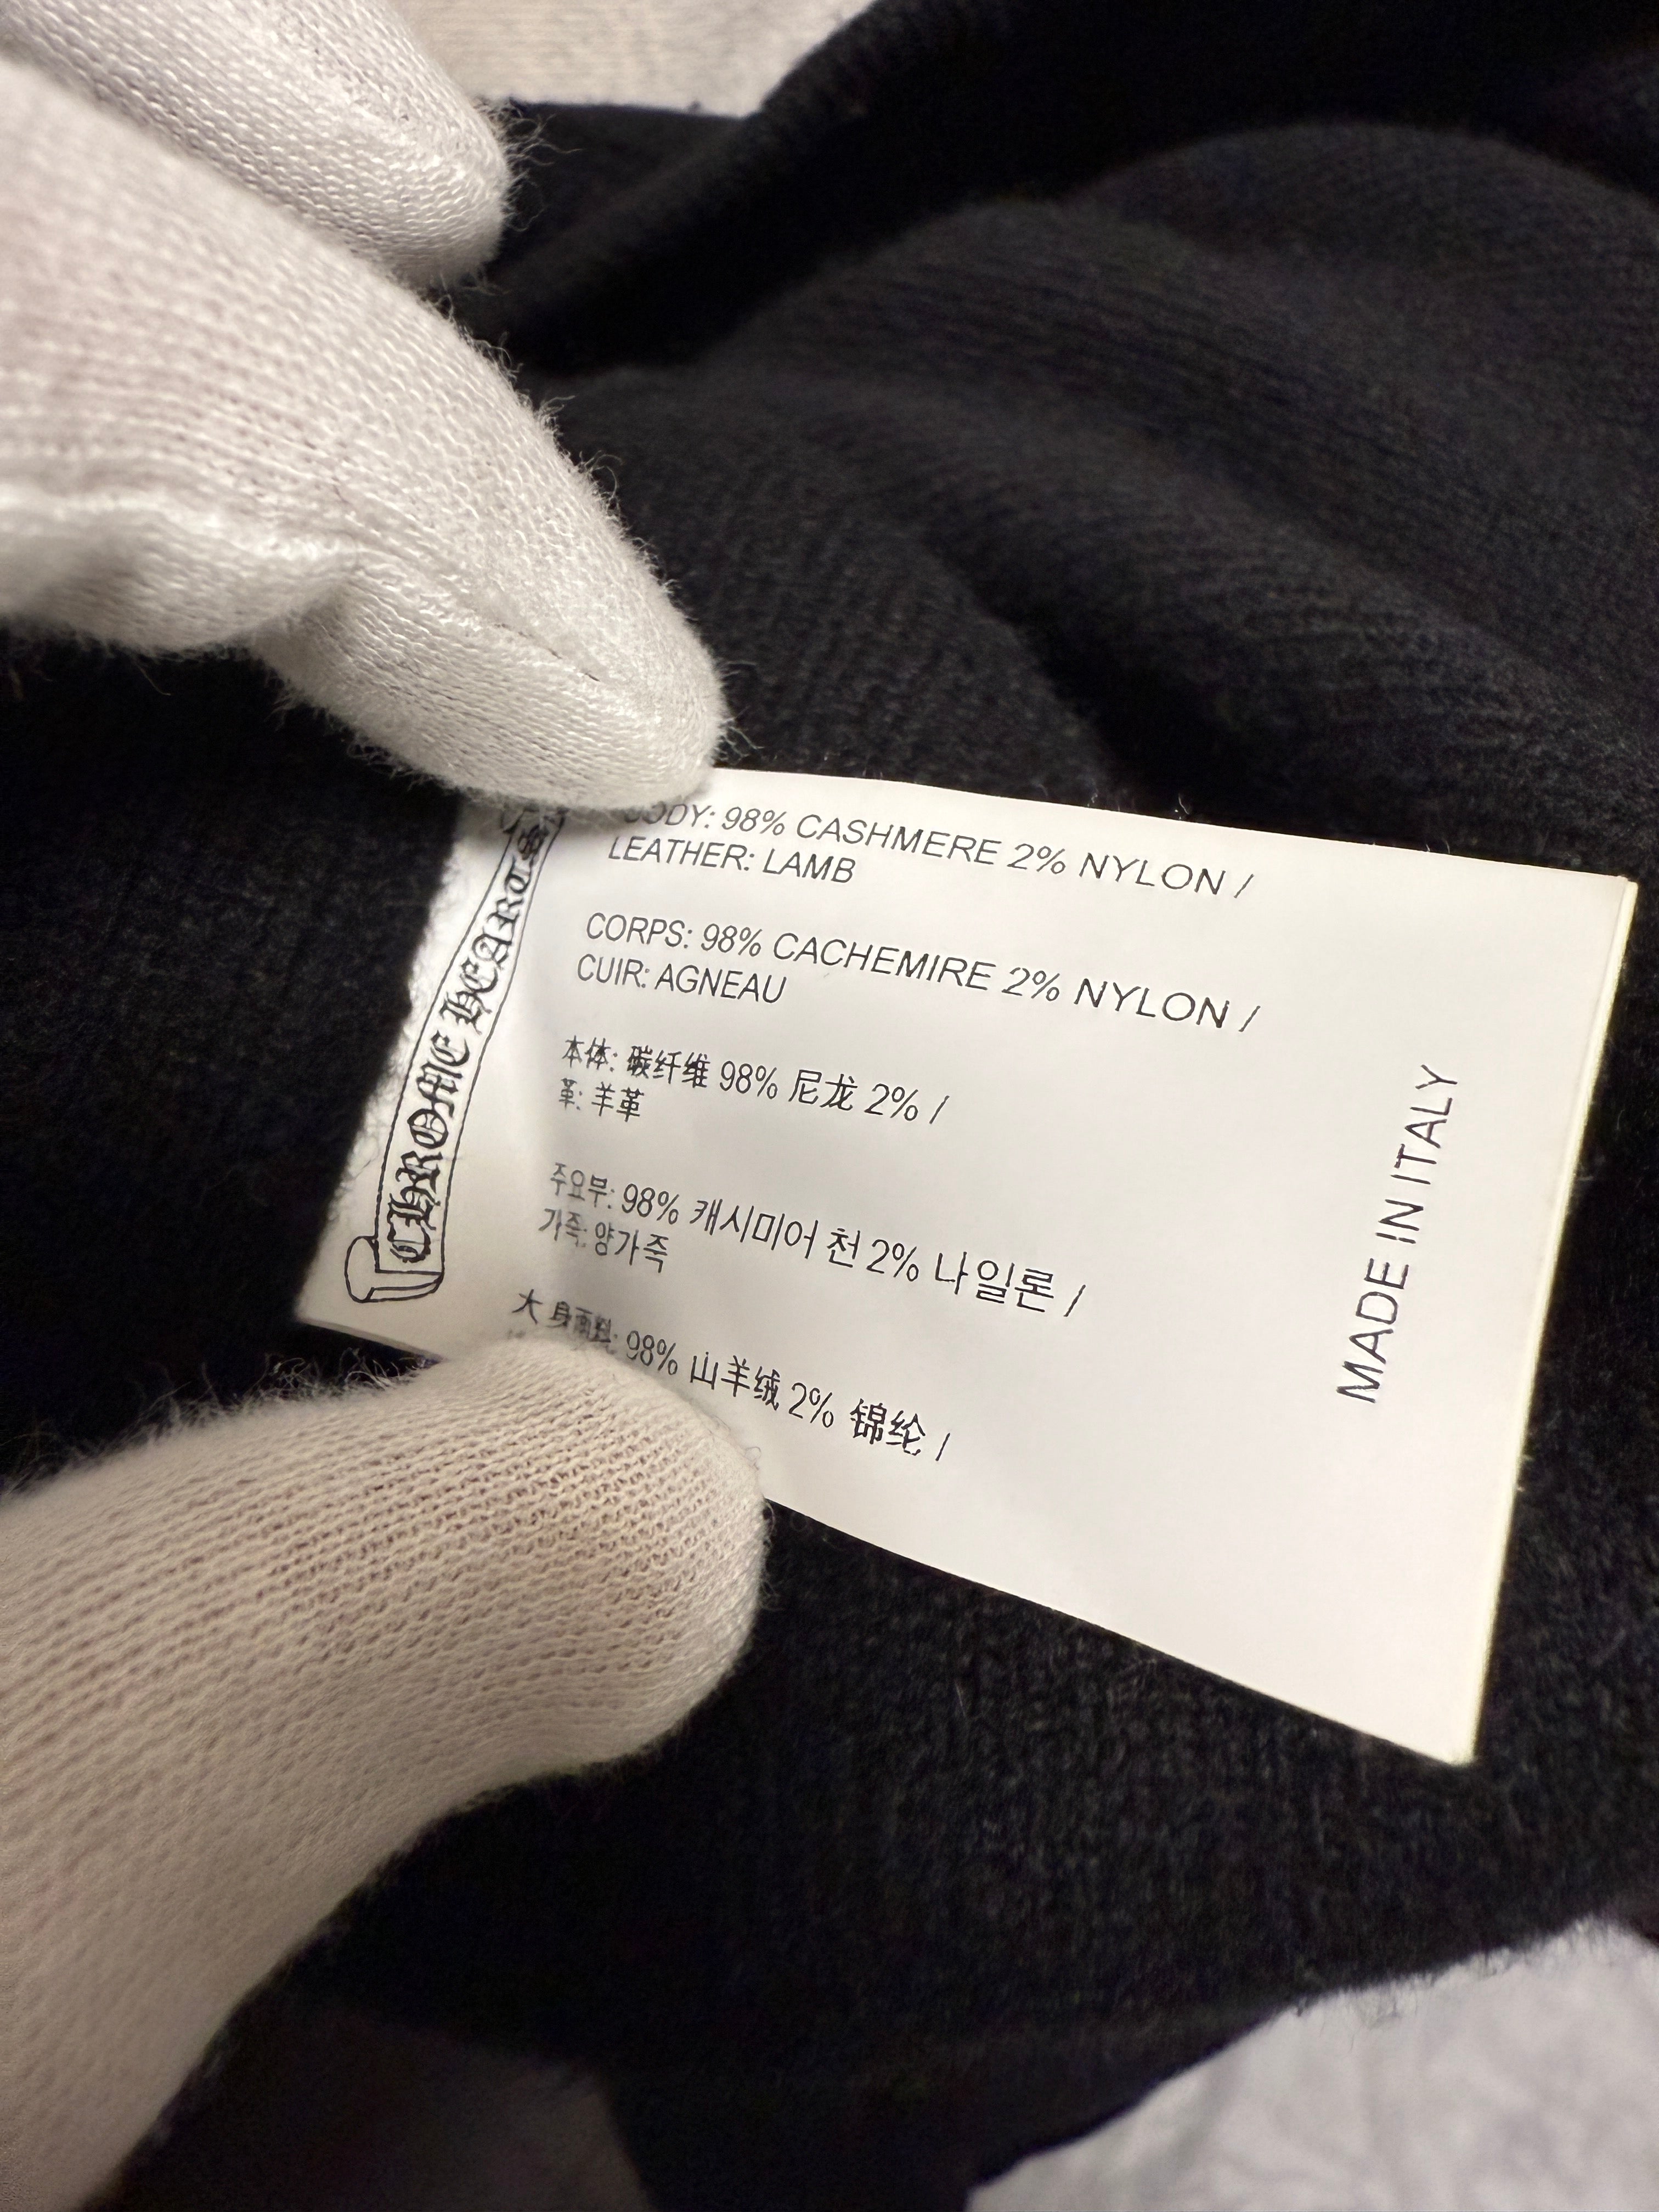 CHROME HEARTS
BODY: 98% CASHMERE 2% NYLON /
LEATHER: LAMB
CORPS: 98% CACHEMIRE 2% NYLON /
CUIR: AGNEAU
本体: 碳纤维 98% 尼龙 2% /
革: 羊革
주요부: 98% 캐시미어 천 2% 나일론 /
가죽: 양가죽
大身面料: 98% 山羊绒 2% 锦纶 /
MADE IN ITALY